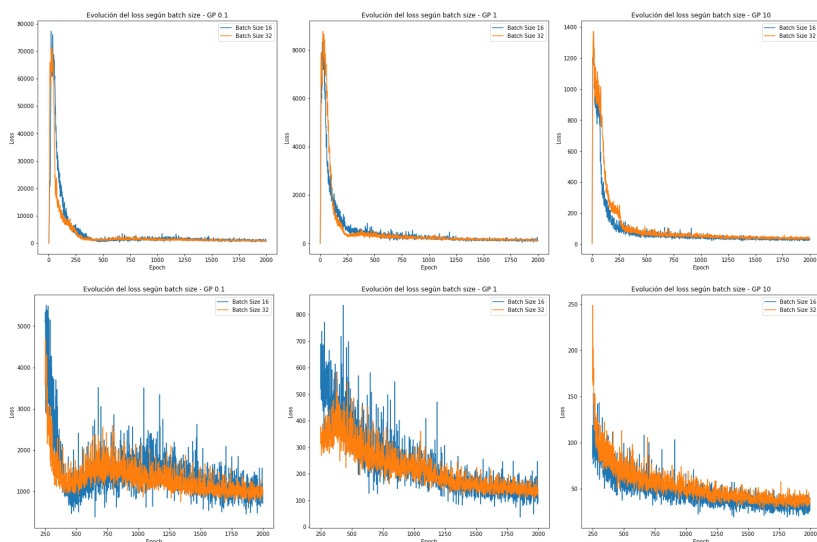 Evolución del loss según batch size - GP 0.1
Batch Size 16
Batch Size 32
80000
70000
60000
50000
40000
30000
20000
10000
0
Loss
0 250 500 750 1000 1250 1500 1750 2000
Epoch
Evolución del loss según batch size - GP 1
Batch Size 16
Batch Size 32
8000
6000
4000
2000
0
Loss
0 250 500 750 1000 1250 1500 1750 2000
Epoch
Evolución del loss según batch size - GP 10
Batch Size 16
Batch Size 32
1400
1200
1000
800
600
400
200
0
Loss
0 250 500 750 1000 1250 1500 1750 2000
Epoch
Evolución del loss según batch size - GP 0.1
Batch Size 16
Batch Size 32
5000
4000
3000
2000
1000
Loss
250 500 750 1000 1250 1500 1750 2000
Epoch
Evolución del loss según batch size - GP 1
Batch Size 16
Batch Size 32
800
700
600
500
400
300
200
100
0
Loss
250 500 750 1000 1250 1500 1750 2000
Epoch
Evolución del loss según batch size - GP 10
Batch Size 16
Batch Size 32
250
200
150
100
50
Loss
250 500 750 1000 1250 1500 1750 2000
Epoch